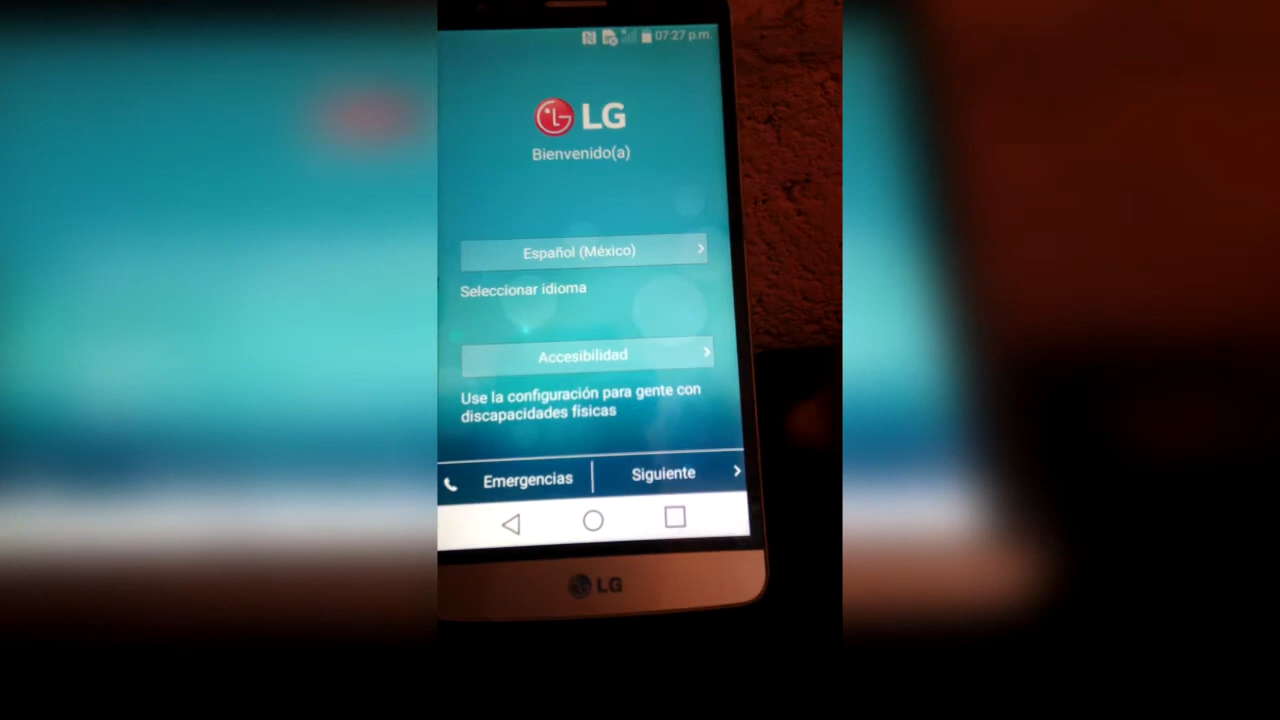 07:27 p.m.
LG
Bienvenido(a)
Español (México)
Seleccionar idioma
Accesibilidad
Use la configuración para gente con
discapacidades físicas
Emergencias
Siguiente
LG